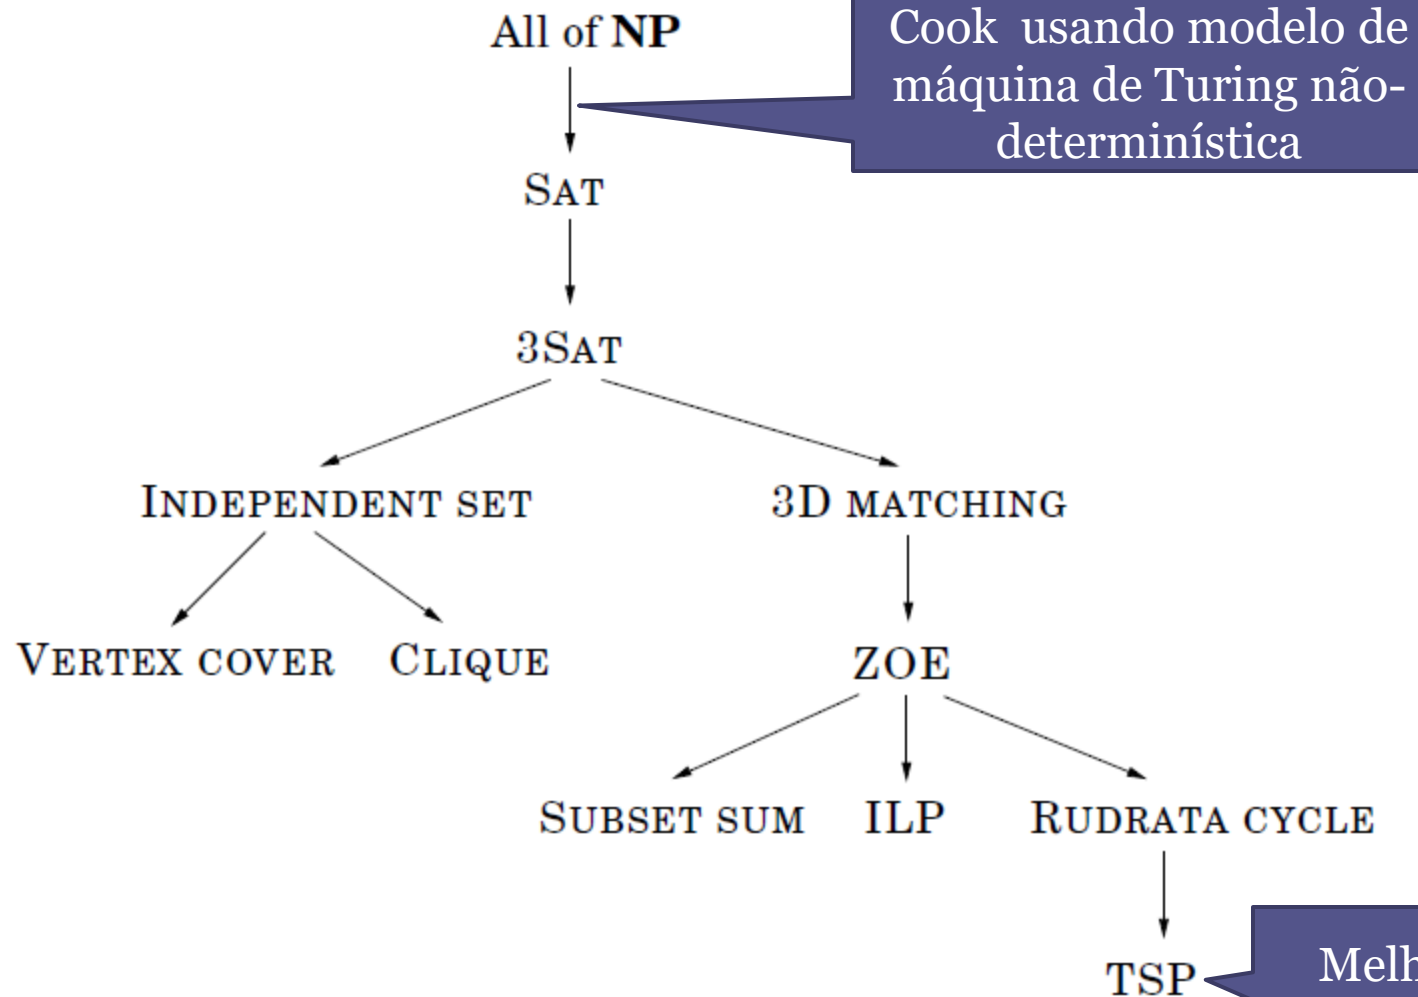 All of NP
Cook usando modelo de
máquina de Turing não-
determinística
SAT
3SAT
INDEPENDENT SET
3D MATCHING
VERTEX COVER
CLIQUE
ZOE
SUBSET SUM
ILP
RUDRATA CYCLE
TSP